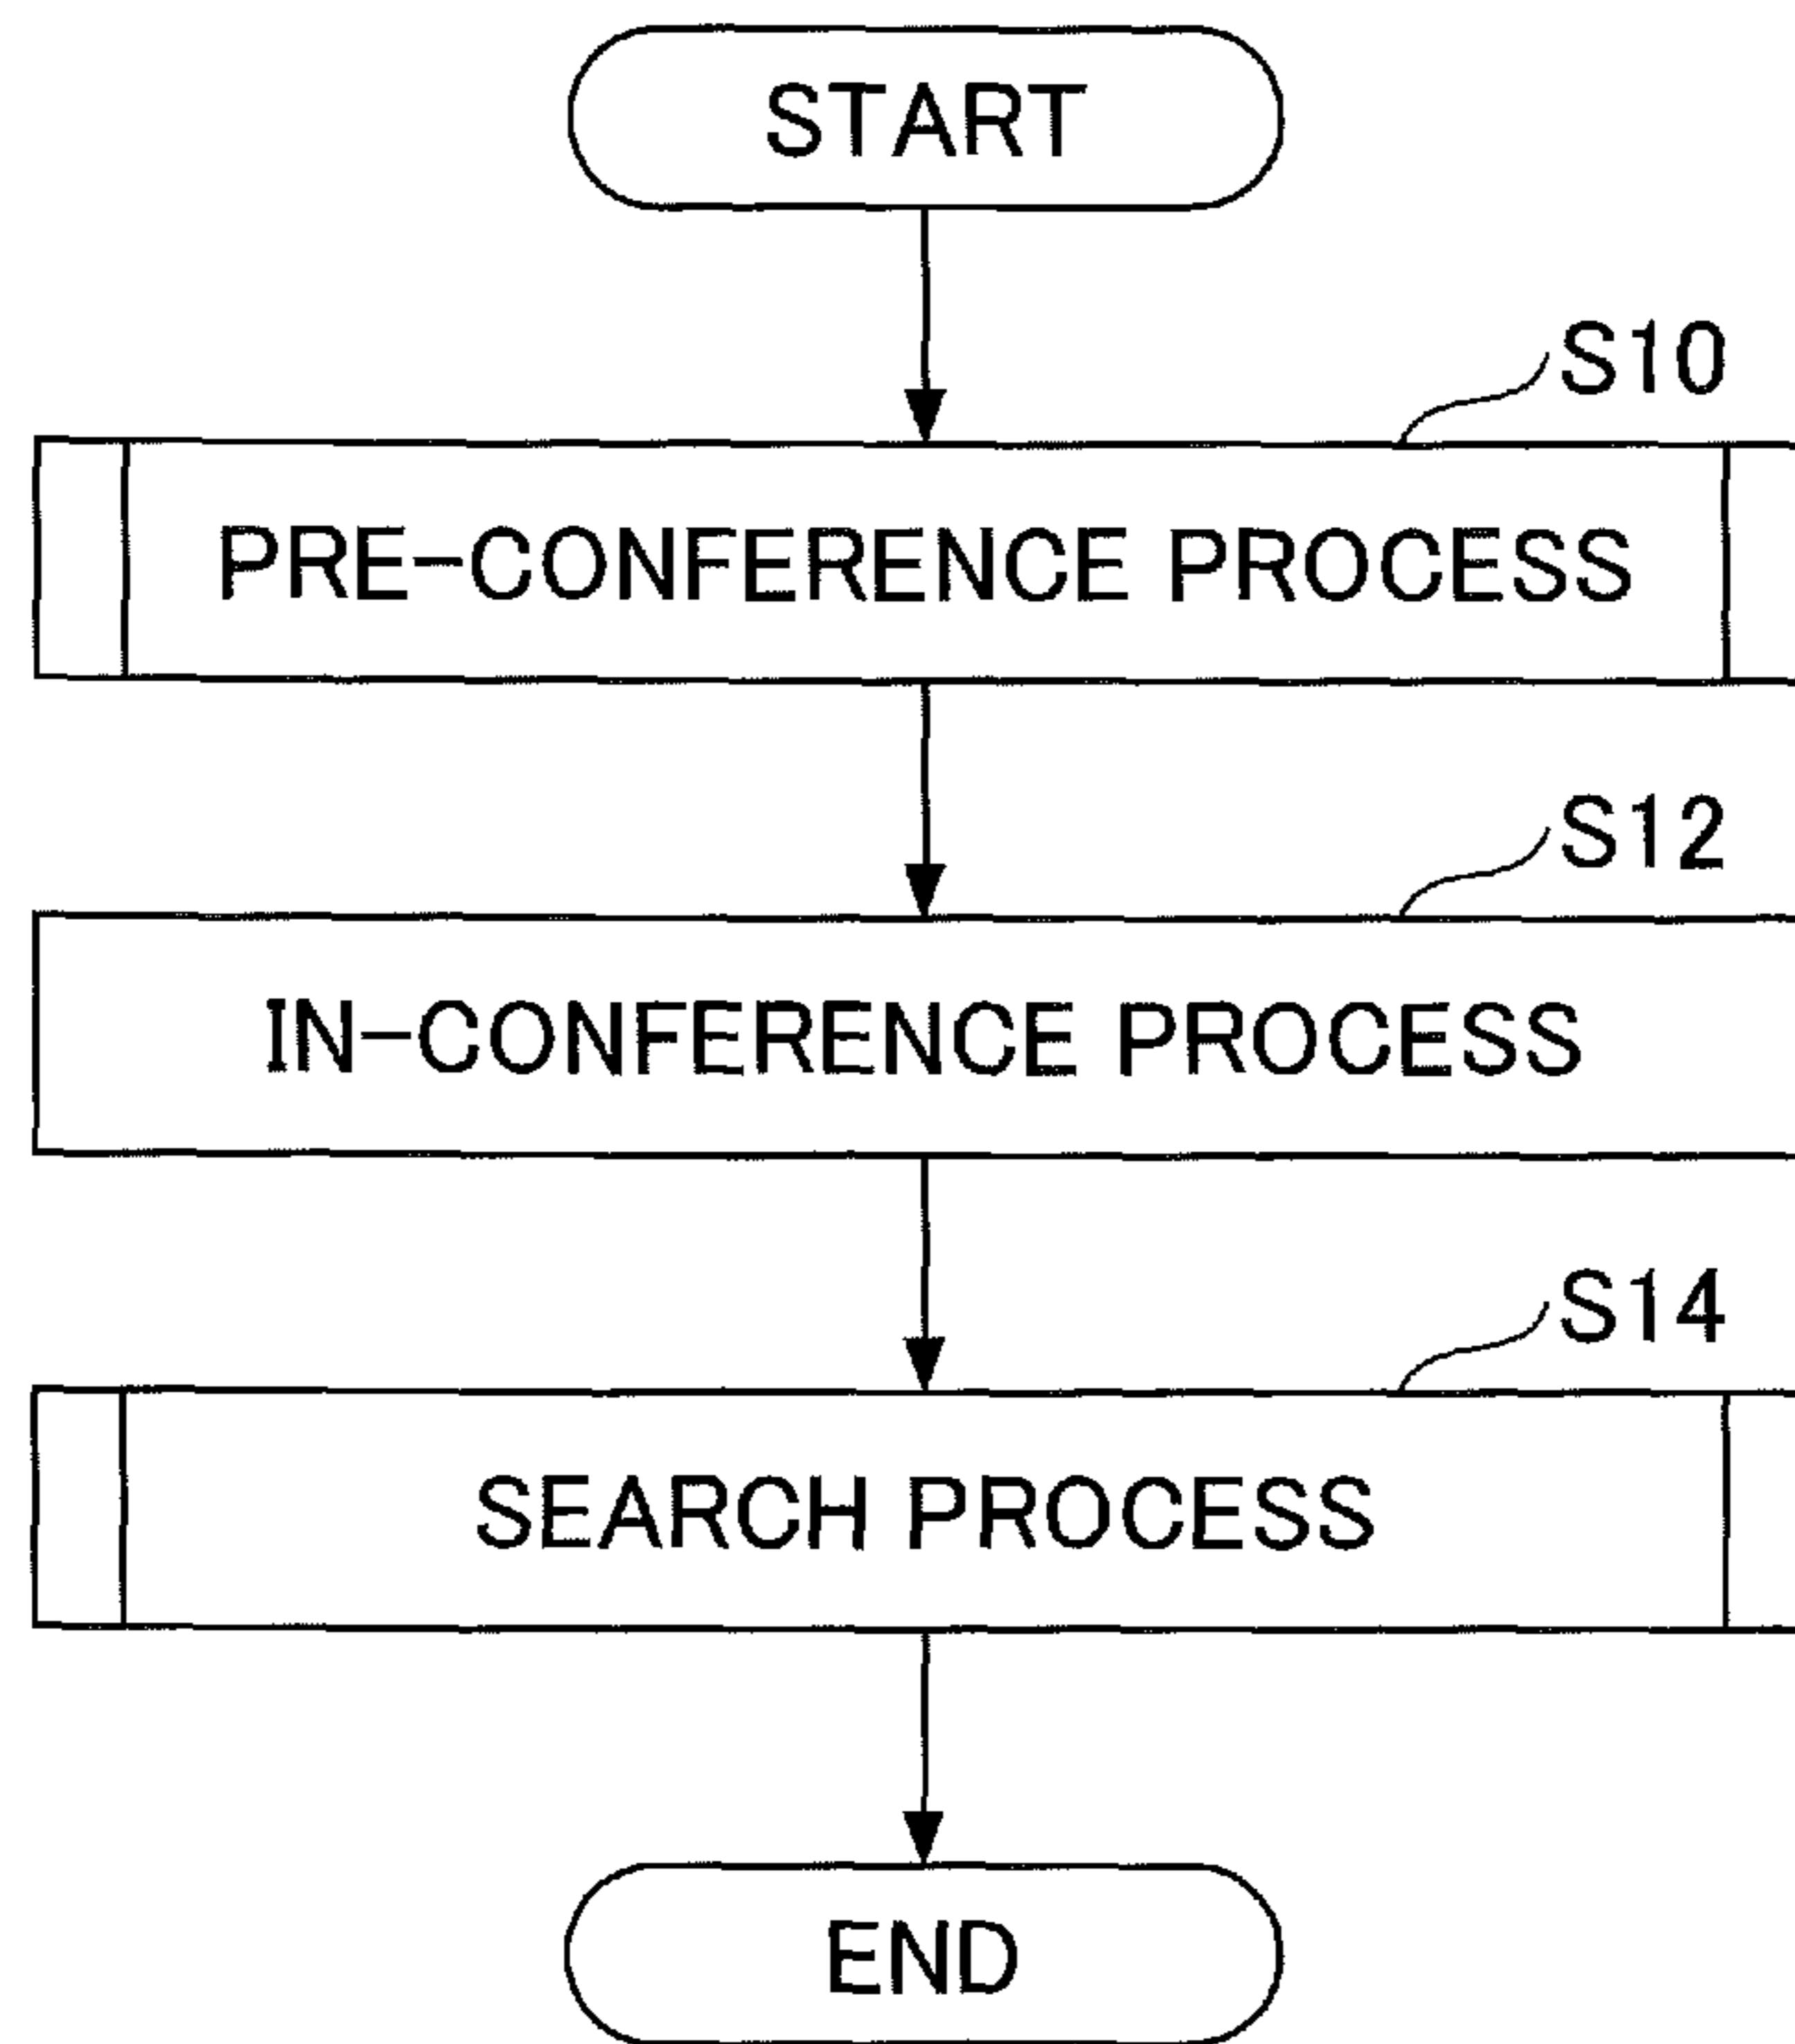 START
S10
PRE-CONFERENCE PROCESS
S12
IN-CONFERENCE PROCESS
S14
SEARCH PROCESS
END